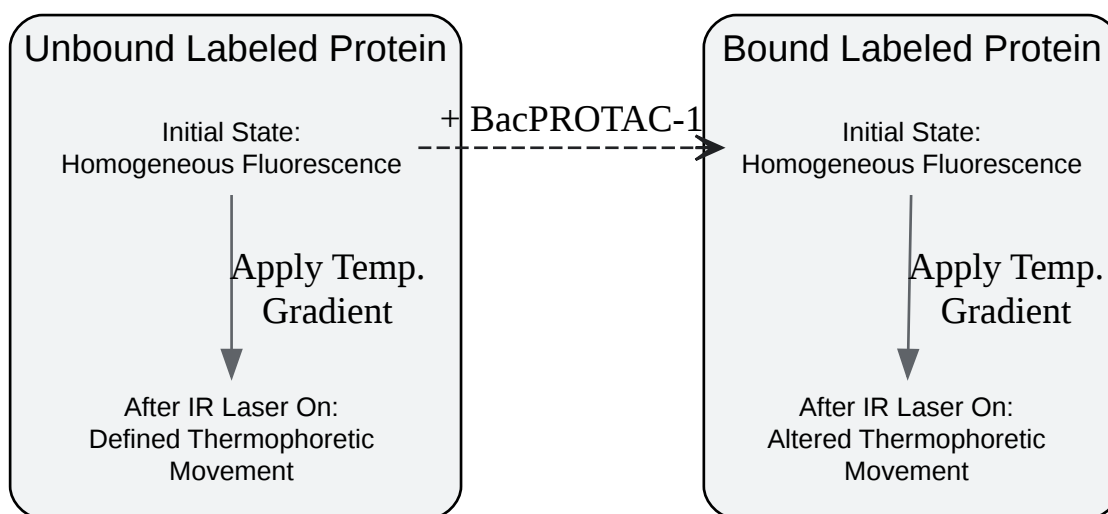 Unbound Labeled Protein
Initial State:
Homogeneous Fluorescence
Apply Temp.
Gradient
After IR Laser On:
Defined Thermophoretic
Movement
+ BacPROTAC-1
Bound Labeled Protein
Initial State:
Homogeneous Fluorescence
Apply Temp.
Gradient
After IR Laser On:
Altered Thermophoretic
Movement